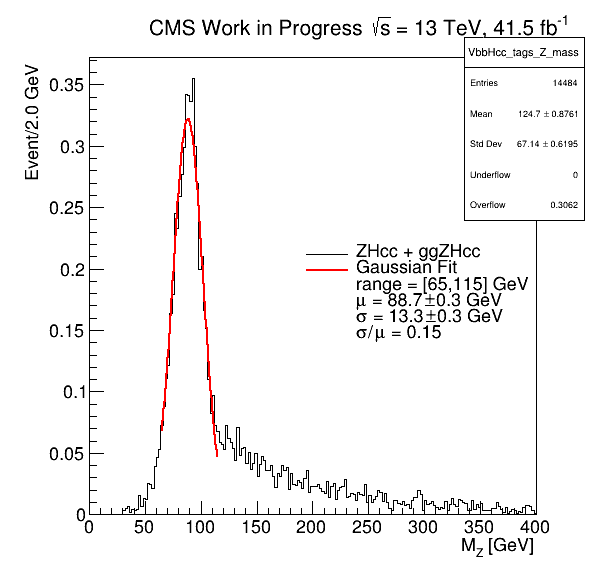 CMS Work in Progress √s = 13 TeV, 41.5 fb⁻¹
VbbHcc_tags_Z_mass
Entries 14484
Mean 124.7 ± 0.8761
Std Dev 67.14 ± 0.6195
Underflow 0
Overflow 0.3062
Event/2.0 GeV
0.35
0.3
0.25
0.2
0.15
0.1
0.05
0
ZHcc + ggZHcc
Gaussian Fit
range = [65,115] GeV
μ = 88.7±0.3 GeV
σ = 13.3±0.3 GeV
σ/μ = 0.15
0 50 100 150 200 250 300 350 400
M_Z [GeV]